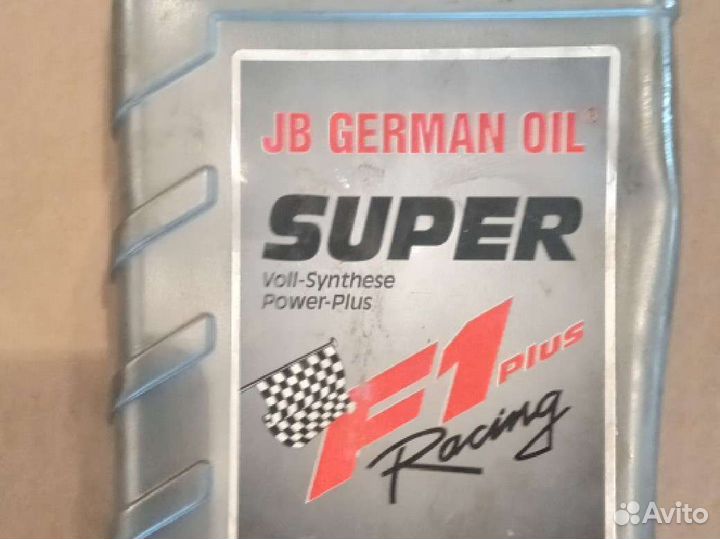 JB GERMAN OIL®
SUPER
Voll-Synthese
Power-Plus
F1 Plus
Racing
Avito